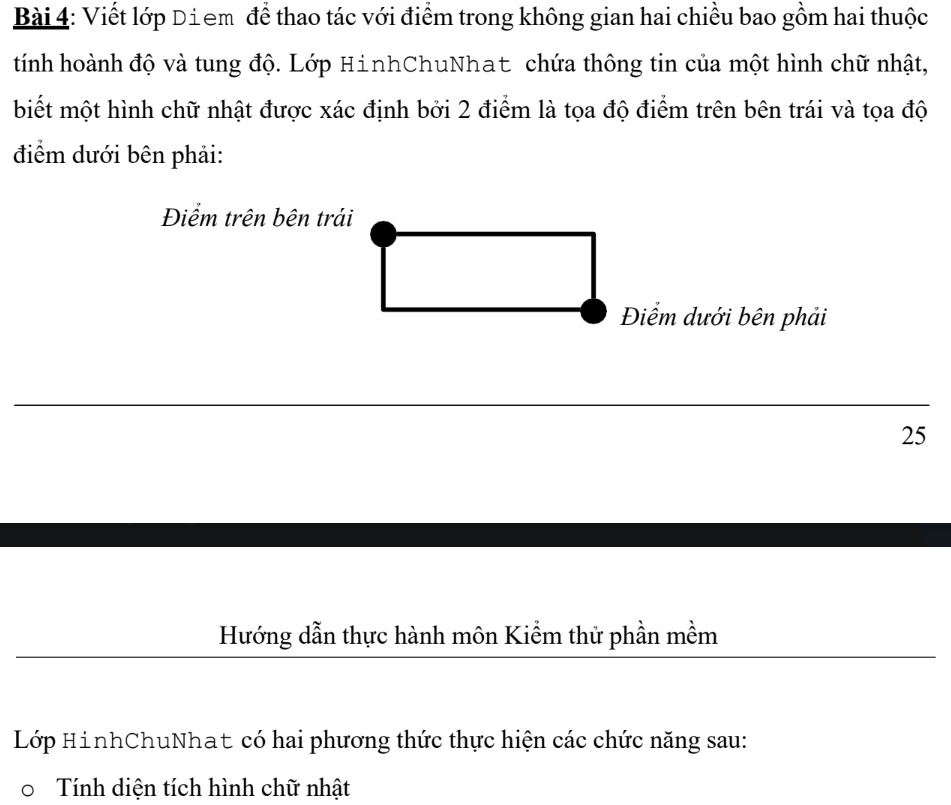 Bài 4: Viết lớp Diem để thao tác với điểm trong không gian hai chiều bao gồm hai thuộc
tính hoành độ và tung độ. Lớp HinhChuNhat chứa thông tin của một hình chữ nhật,
biết một hình chữ nhật được xác định bởi 2 điểm là tọa độ điểm trên bên trái và tọa độ
điểm dưới bên phải:
Điểm trên bên trái
Điểm dưới bên phải
25
Hướng dẫn thực hành môn Kiểm thử phần mềm
Lớp HinhChuNhat có hai phương thức thực hiện các chức năng sau:
o Tính diện tích hình chữ nhật